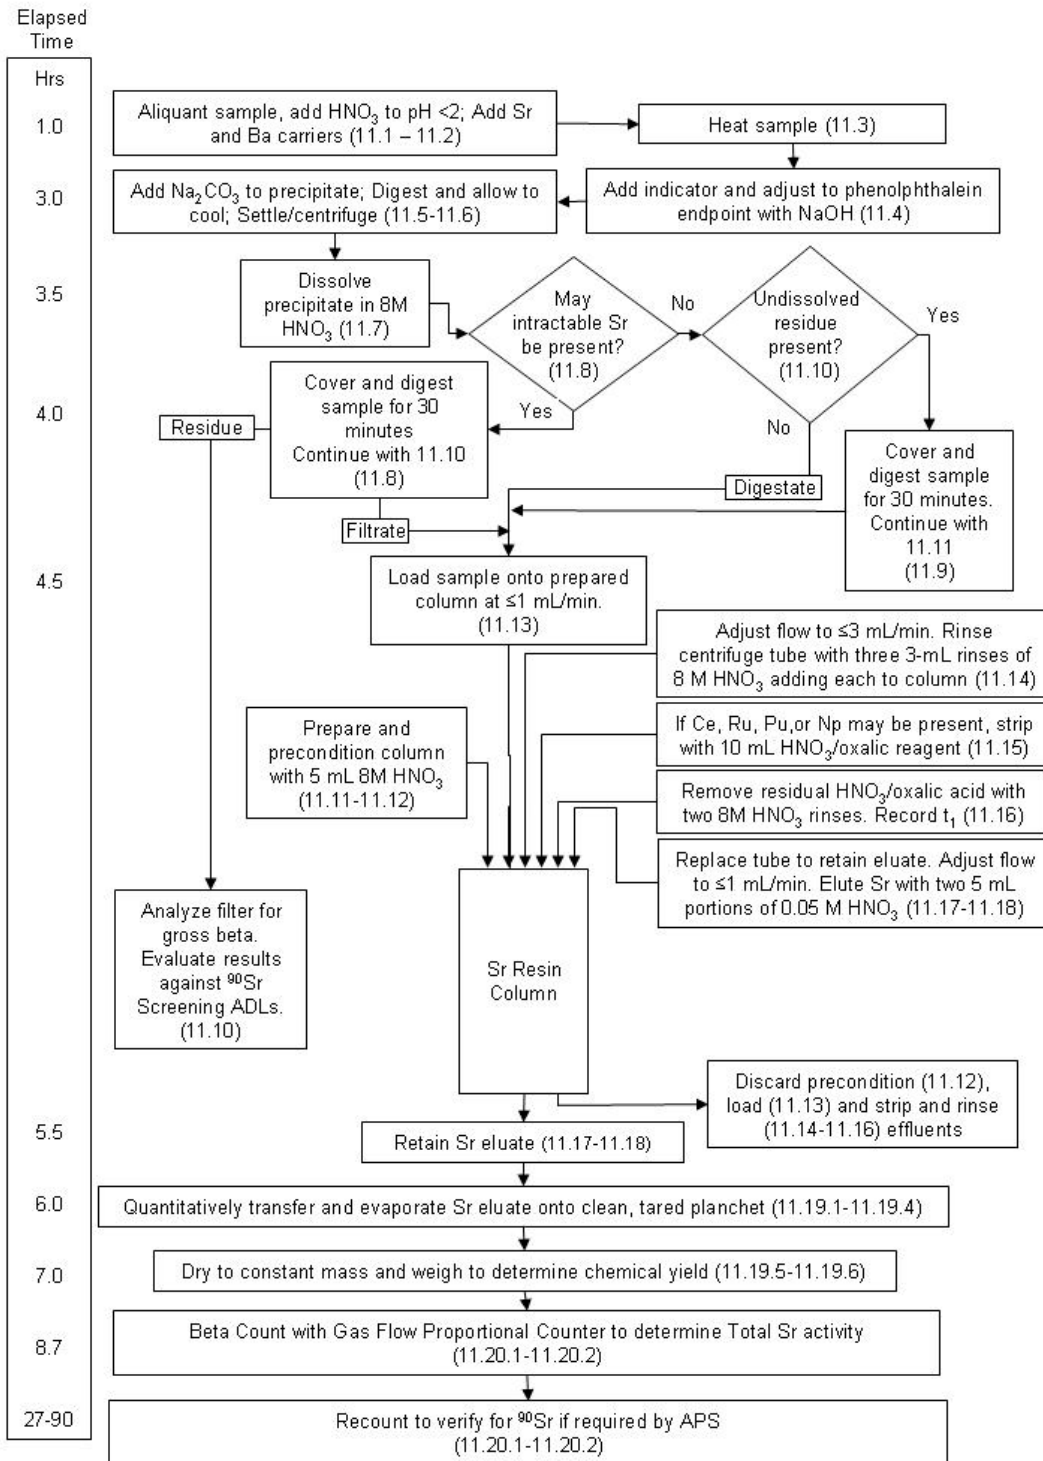 Elapsed
Time
Hrs
1.0
Aliquant sample, add HNO₃ to pH <2; Add Sr
and Ba carriers (11.1 – 11.2)
Heat sample (11.3)
3.0
Add Na₂CO₃ to precipitate; Digest and allow to
cool; Settle/centrifuge (11.5-11.6)
Add indicator and adjust to phenolphthalein
endpoint with NaOH (11.4)
3.5
Dissolve
precipitate in 8M
HNO₃ (11.7)
May
intractable Sr
be present?
(11.8)
No
Undissolved
residue
present?
(11.10)
Yes
4.0
Residue
Cover and digest
sample for 30
minutes
Continue with 11.10
(11.8)
Yes
No
Digestate
Cover and
digest sample
for 30 minutes.
Continue with
11.11
(11.9)
Filtrate
4.5
Load sample onto prepared
column at ≤1 mL/min.
(11.13)
Adjust flow to ≤3 mL/min. Rinse
centrifuge tube with three 3-mL rinses of
8 M HNO₃ adding each to column (11.14)
Prepare and
precondition column
with 5 mL 8M HNO₃
(11.11-11.12)
If Ce, Ru, Pu,or Np may be present, strip
with 10 mL HNO₃/oxalic reagent (11.15)
Remove residual HNO₃/oxalic acid with
two 8M HNO₃ rinses. Record t₁ (11.16)
Replace tube to retain eluate. Adjust flow
to ≤1 mL/min. Elute Sr with two 5 mL
portions of 0.05 M HNO₃ (11.17-11.18)
Analyze filter for
gross beta.
Evaluate results
against ⁹⁰Sr
Screening ADLs.
(11.10)
Sr Resin
Column
Discard precondition (11.12),
load (11.13) and strip and rinse
(11.14-11.16) effluents
5.5
Retain Sr eluate (11.17-11.18)
6.0
Quantitatively transfer and evaporate Sr eluate onto clean, tared planchet (11.19.1-11.19.4)
7.0
Dry to constant mass and weigh to determine chemical yield (11.19.5-11.19.6)
8.7
Beta Count with Gas Flow Proportional Counter to determine Total Sr activity
(11.20.1-11.20.2)
27-90
Recount to verify for ⁹⁰Sr if required by APS
(11.20.1-11.20.2)